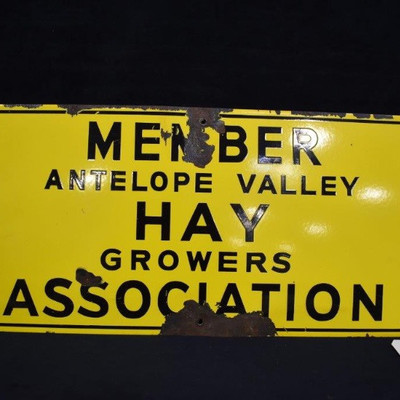 MEMBER
ANTELOPE VALLEY
HAY
GROWERS
ASSOCIATION